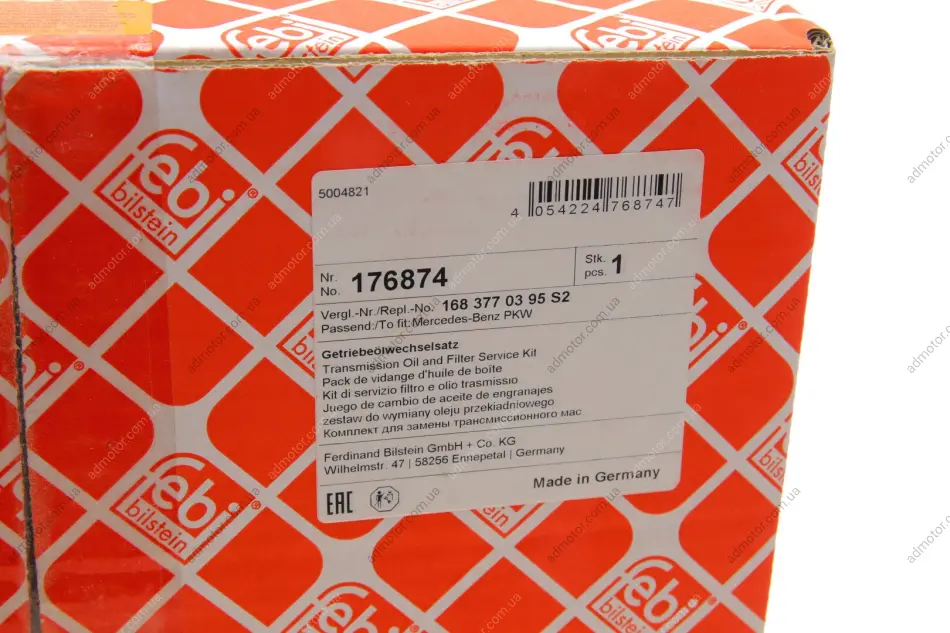 febi
bilstein
5004821
4 054224 768747
Nr.
No. 176874
Stk.
pcs. 1
Vergl.-Nr./Repl.-No. 168 377 03 95 S2
Passend:/To fit:Mercedes-Benz PKW
Getriebeölwechselsatz
Transmission Oil and Filter Service Kit
Pack de vidange d'huile de boîte
Kit di servizio filtro e olio trasmissio
Juego de cambio de aceite de engranajes
zestaw do wymiany oleju przekładniowego
Комплект для замены трансмиссионного мас
Ferdinand Bilstein GmbH + Co. KG
Wilhelmstr. 47 | 58256 Ennepetal | Germany
EAC
Made in Germany
febi
bilstein
febi
bilstein
admotor.com.ua